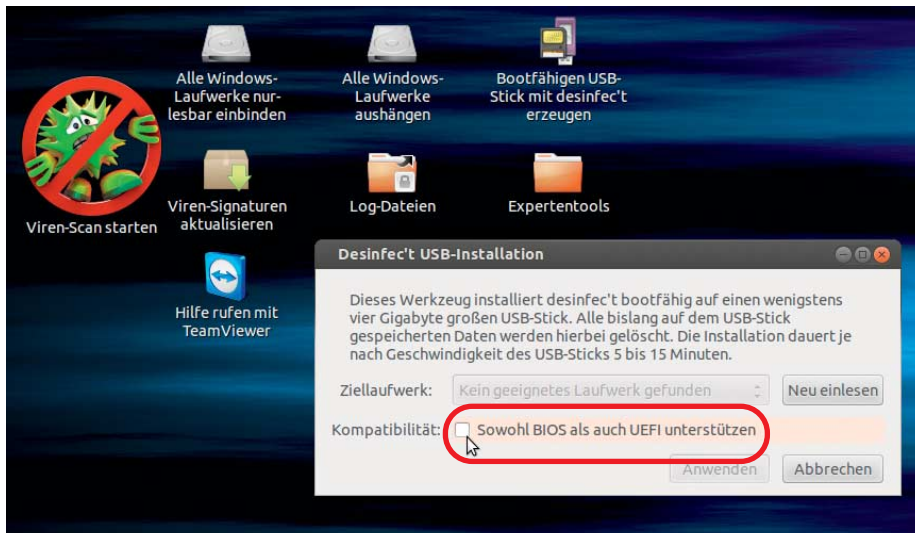 Alle Windows-
Laufwerke nur-
lesbar einbinden
Alle Windows-
Laufwerke
aushängen
Bootfähigen USB-
Stick mit desinfec't
erzeugen
Viren-Scan starten
Viren-Signaturen
aktualisieren
Log-Dateien
Expertentools
Hilfe rufen mit
TeamViewer
Desinfec't USB-Installation
Dieses Werkzeug installiert desinfec't bootfähig auf einen wenigstens
vier Gigabyte großen USB-Stick. Alle bislang auf dem USB-Stick
gespeicherten Daten werden hierbei gelöscht. Die Installation dauert je
nach Geschwindigkeit des USB-Sticks 5 bis 15 Minuten.
Ziellaufwerk: Kein geeignetes Laufwerk gefunden Neu einlesen
Kompatibilität: Sowohl BIOS als auch UEFI unterstützen
Anwenden Abbrechen